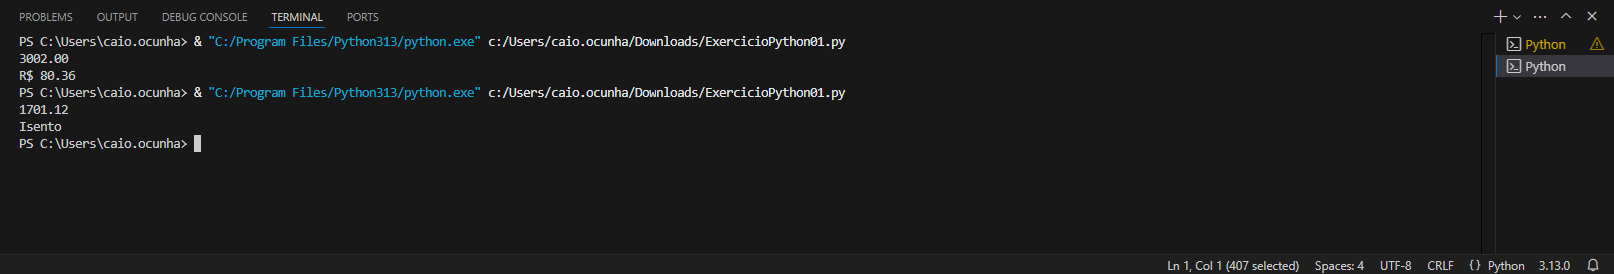 PROBLEMS OUTPUT DEBUG CONSOLE TERMINAL PORTS
PS C:\Users\caio.ocunha> & "C:/Program Files/Python313/python.exe" c:/Users/caio.ocunha/Downloads/ExercicioPython01.py
3002.00
R$ 80.36
PS C:\Users\caio.ocunha> & "C:/Program Files/Python313/python.exe" c:/Users/caio.ocunha/Downloads/ExercicioPython01.py
1701.12
Isento
PS C:\Users\caio.ocunha>
Python
Python
Ln 1, Col 1 (407 selected) Spaces: 4 UTF-8 CRLF {} Python 3.13.0